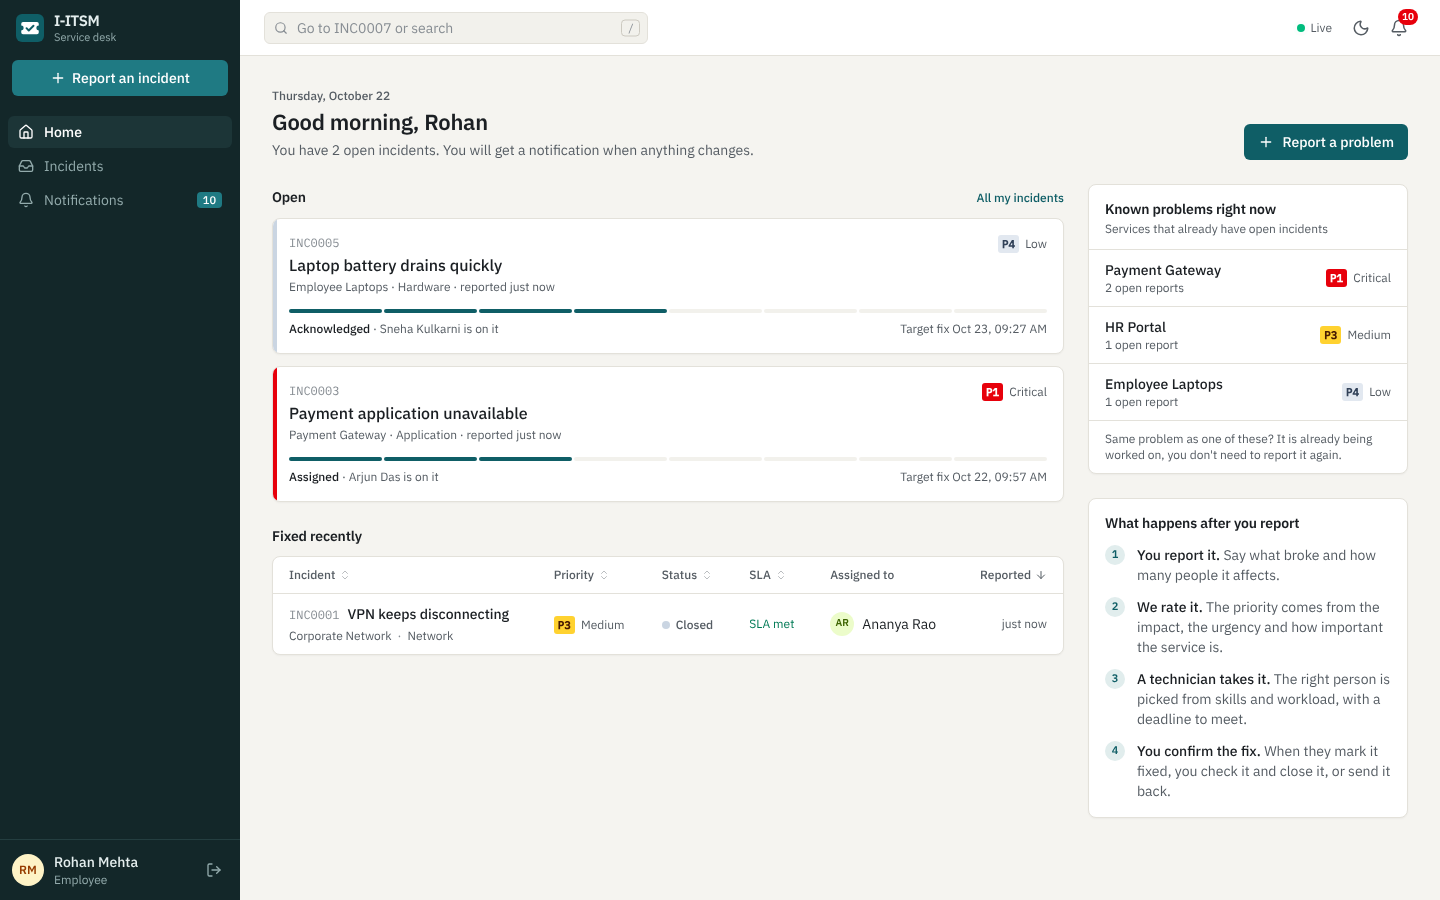 I-ITSM
Service desk
Report an incident
Home
Incidents
Notifications 10
Rohan Mehta
RM
Employee
Go to INC0007 or search /
Live
10
Thursday, October 22
Good morning, Rohan
You have 2 open incidents. You will get a notification when anything changes.
Report a problem
Open
All my incidents
INC0005
P4 Low
Laptop battery drains quickly
Employee Laptops · Hardware · reported just now
Acknowledged · Sneha Kulkarni is on it
Target fix Oct 23, 09:27 AM
INC0003
P1 Critical
Payment application unavailable
Payment Gateway · Application · reported just now
Assigned · Arjun Das is on it
Target fix Oct 22, 09:57 AM
Fixed recently
Incident Priority Status SLA Assigned to Reported
INC0001 VPN keeps disconnecting
Corporate Network · Network
P3 Medium
Closed
SLA met
AR Ananya Rao
just now
Known problems right now
Services that already have open incidents
Payment Gateway
2 open reports
P1 Critical
HR Portal
1 open report
P3 Medium
Employee Laptops
1 open report
P4 Low
Same problem as one of these? It is already being
worked on, you don't need to report it again.
What happens after you report
1 You report it. Say what broke and how
many people it affects.
2 We rate it. The priority comes from the
impact, the urgency and how important
the service is.
3 A technician takes it. The right person is
picked from skills and workload, with a
deadline to meet.
4 You confirm the fix. When they mark it
fixed, you check it and close it, or send it
back.